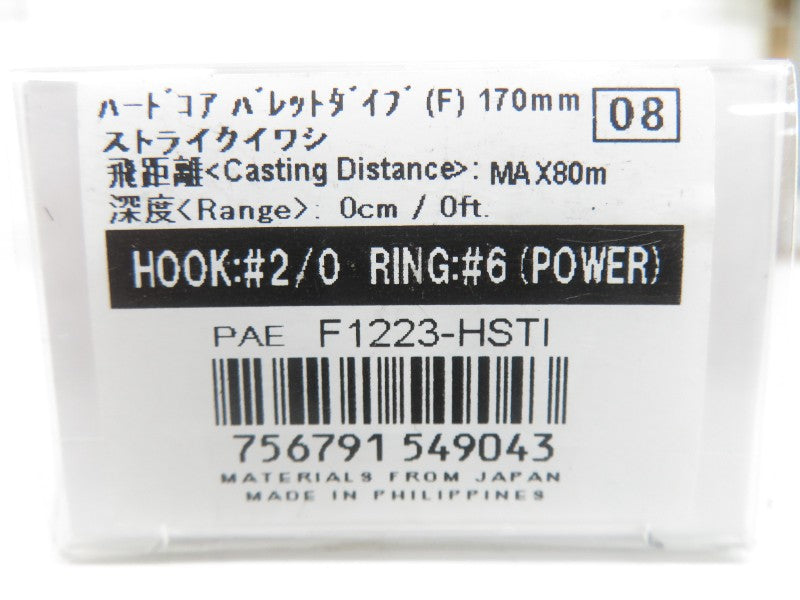 ﾊｰﾄﾞｺｱ ﾊﾞﾚｯﾄﾀﾞｲﾌﾞ (F) 170mm 08
ストライクイワシ
飛距離<Casting Distance>: MAX80m
深度<Range>: 0cm / 0ft.
HOOK:#2/0 RING:#6 (POWER)
PAE F1223-HSTI
756791 549043
MATERIALS FROM JAPAN
MADE IN PHILIPPINES